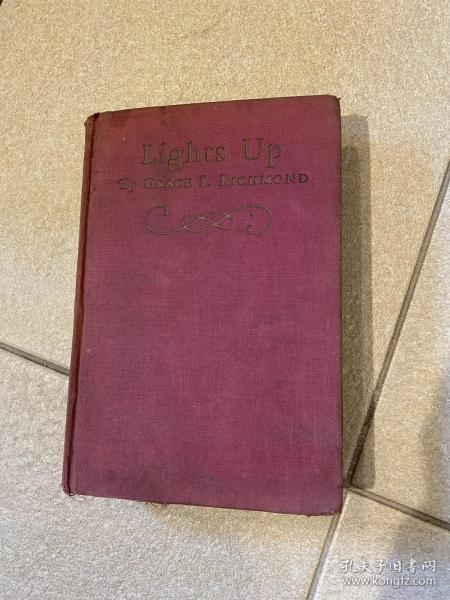 Lights Up
By GRACE S. RICHMOND
孔夫子旧书网
www.kongfz.com